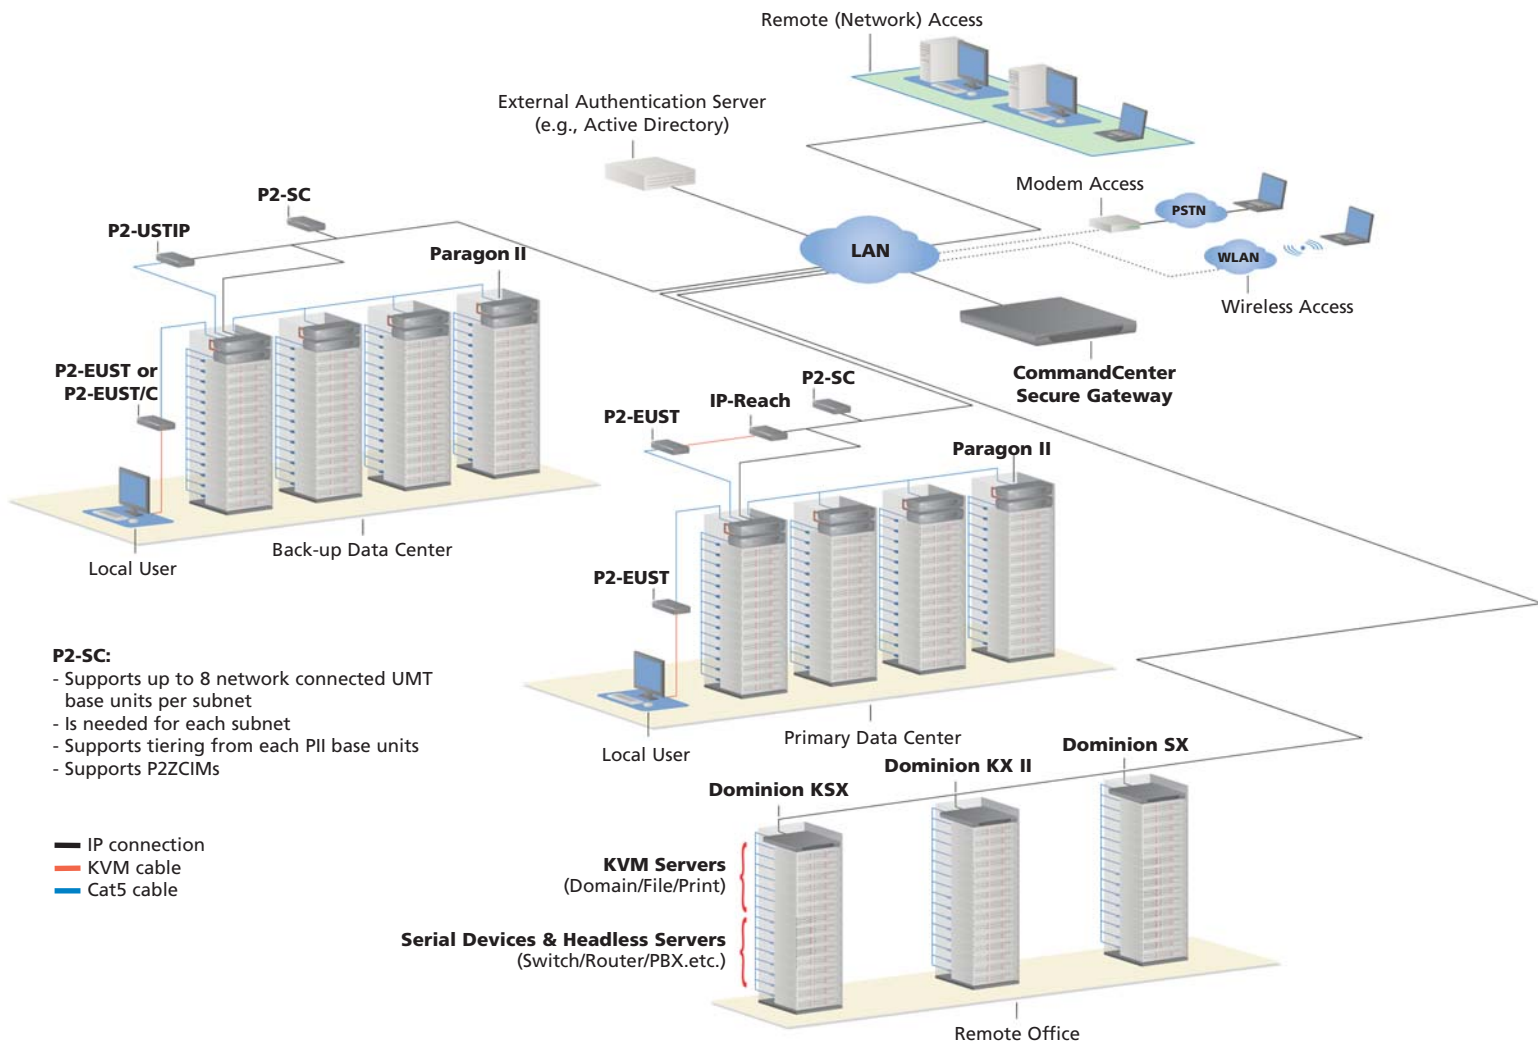 Remote (Network) Access
External Authentication Server
(e.g., Active Directory)
P2-SC
P2-USTIP
Paragon II
Modem Access
PSTN
LAN
WLAN
Wireless Access
CommandCenter
Secure Gateway
P2-EUST or
P2-EUST/C
P2-SC
IP-Reach
P2-EUST
Paragon II
Back-up Data Center
Local User
P2-EUST
P2-SC:
- Supports up to 8 network connected UMT
base units per subnet
- Is needed for each subnet
- Supports tiering from each PII base units
- Supports P2ZCIMs
Local User
Primary Data Center
Dominion SX
Dominion KX II
Dominion KSX
IP connection
KVM cable
Cat5 cable
KVM Servers
(Domain/File/Print)
Serial Devices & Headless Servers
(Switch/Router/PBX.etc.)
Remote Office